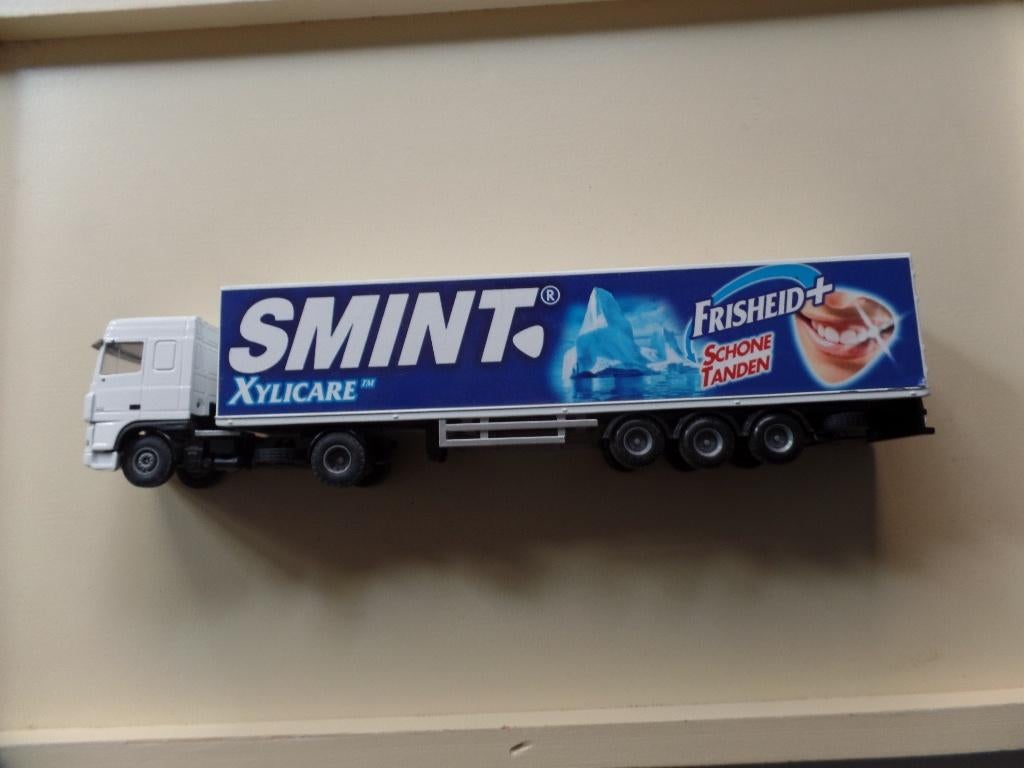 SMINT®
XYLICARE™
FRISHEID+
SCHONE
TANDEN